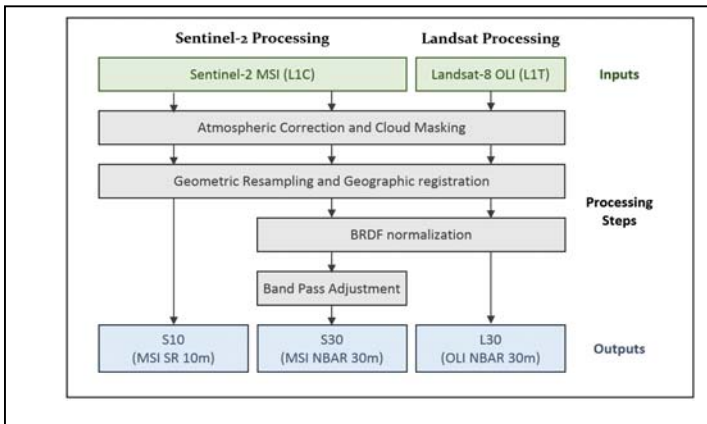 Sentinel-2 Processing
Landsat Processing
Sentinel-2 MSI (L1C)
Landsat-8 OLI (L1T)
Inputs
Atmospheric Correction and Cloud Masking
Geometric Resampling and Geographic registration
Processing
Steps
BRDF normalization
Band Pass Adjustment
S10
(MSI SR 10m)
S30
(MSI NBAR 30m)
L30
(OLI NBAR 30m)
Outputs